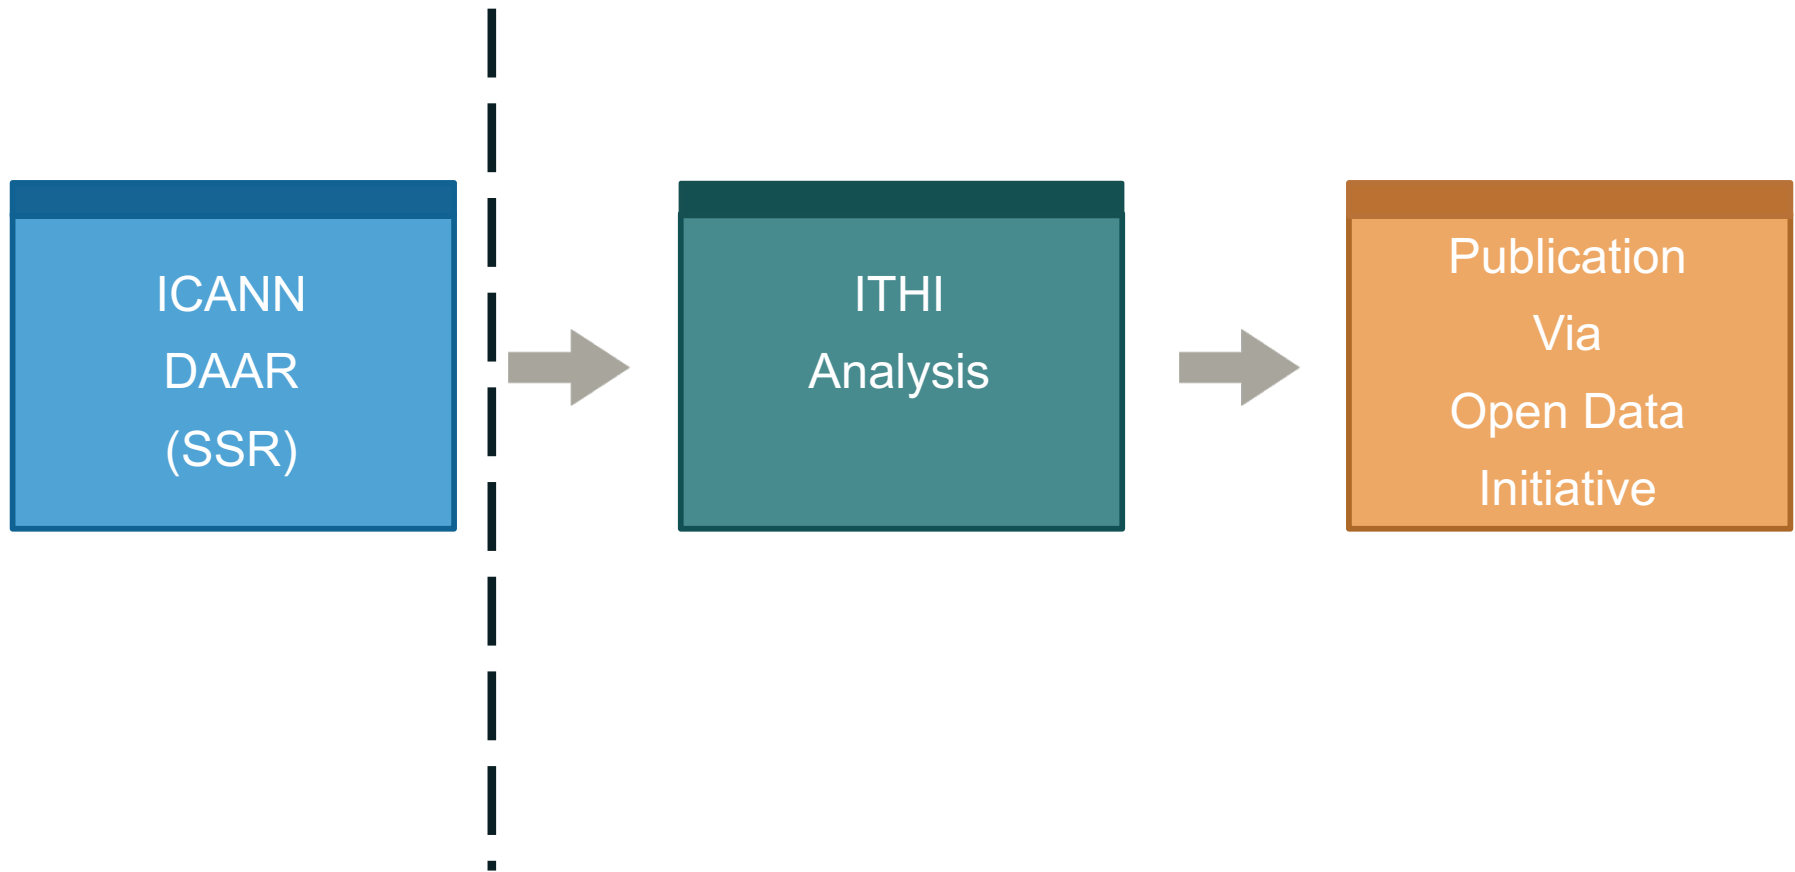 ICANN
DAAR
(SSR)
ITHI
Analysis
Publication
Via
Open Data
Initiative